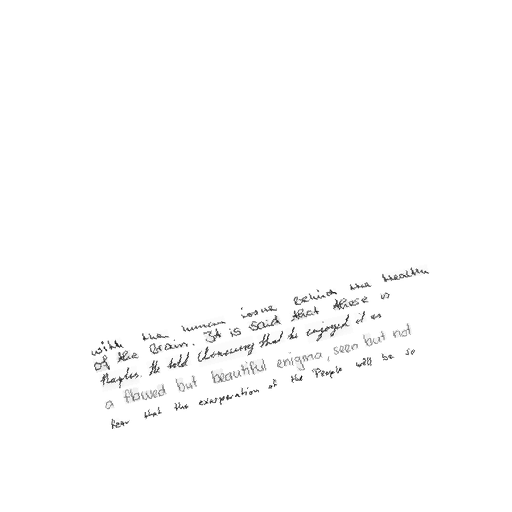 with the human issue behind the health
of the Brain. It is said that these is
Naples. He told that he enjoyed it as
a flawed but beautiful enigma, seen but not
fear that the exasperation of the People will be so